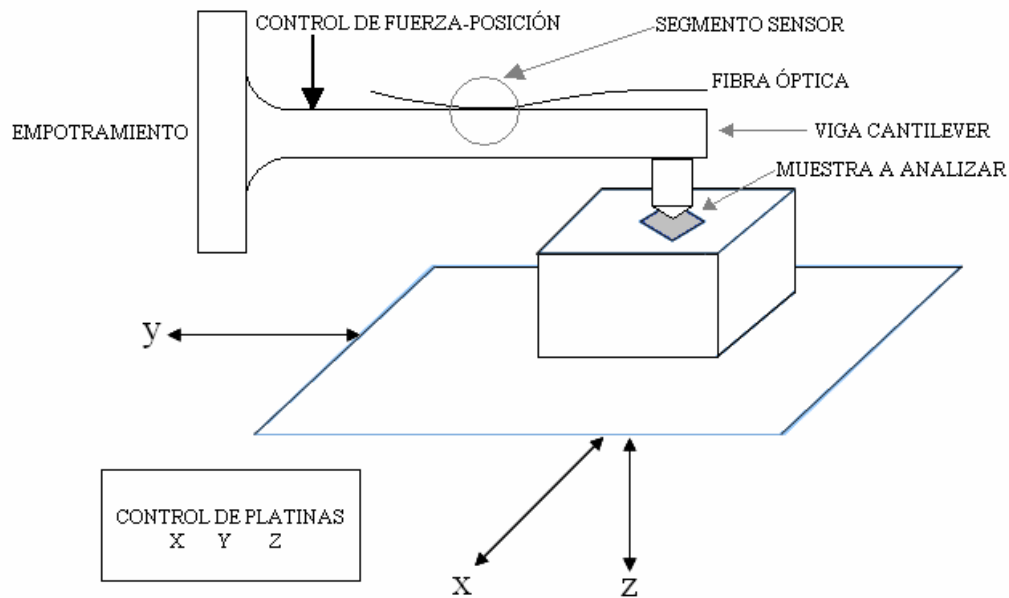 CONTROL DE FUERZA-POSICIÓN
SEGMENTO SENSOR
FIBRA ÓPTICA
EMPOTRAMIENTO
VIGA CANTILEVER
MUESTRA A ANALIZAR
y
CONTROL DE PLATINAS
X Y Z
x
z